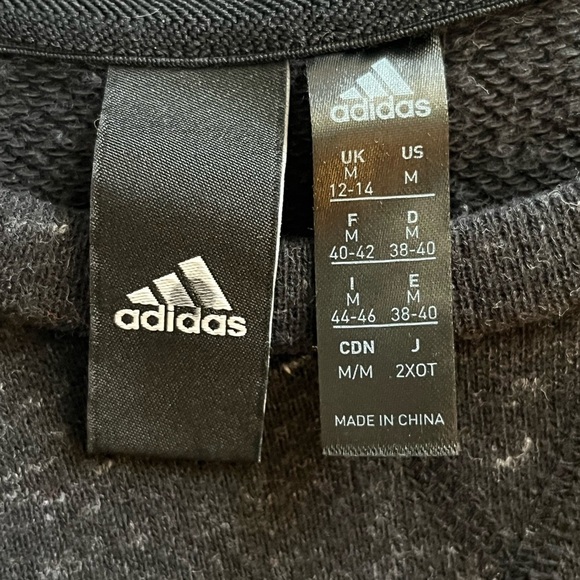 adidas
adidas
UK US
M M
12-14
F D
M M
40-42 38-40
I E
M M
44-46 38-40
CDN J
M/M 2XOT
MADE IN CHINA